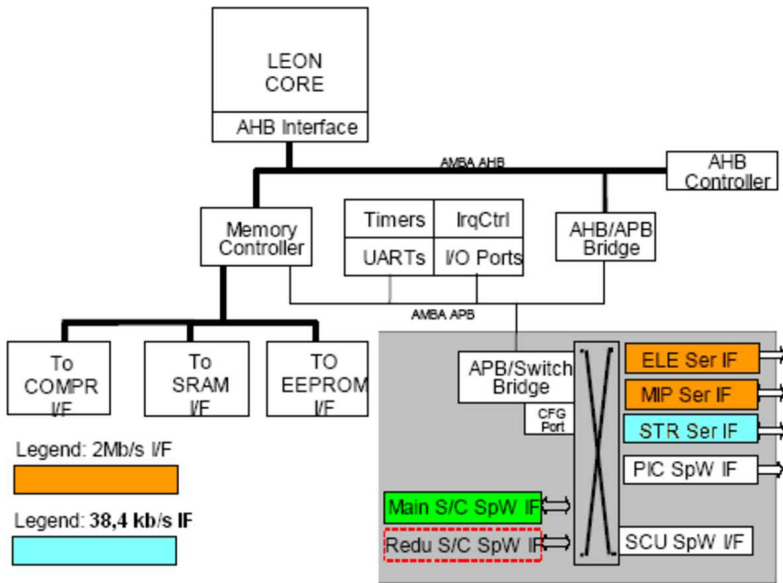 LEON
CORE
AHB Interface
AMBA AHB
AHB
Controller
Memory
Controller
Timers
IrqCtrl
UARTs
I/O Ports
AHB/APB
Bridge
AMBA APB
To
COMPR
I/F
To
SRAM
I/F
TO
EEPROM
I/F
APB/Switch
Bridge
CFG
Port
ELE Ser IF
MIP Ser IF
STR Ser IF
PIC SpW IF
SCU SpW I/F
Main S/C SpW IF
Redu S/C SpW IF
Legend: 2Mb/s I/F
Legend: 38,4 kb/s IF